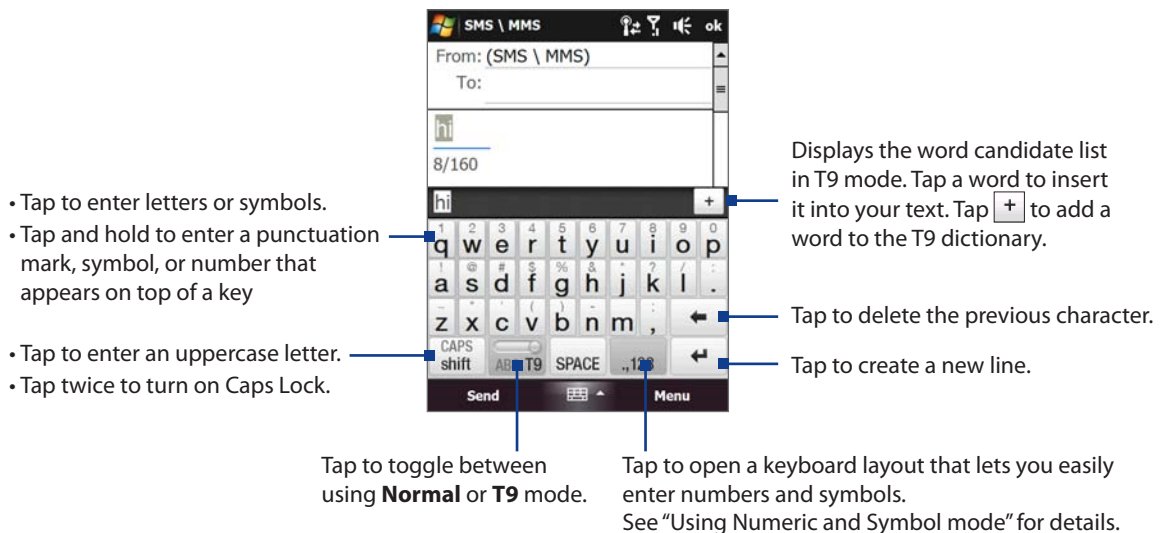 SMS \ MMS ok
From: (SMS \ MMS)
To:
hi
8/160
hi +
1 2 3 4 5 6 7 8 9 0
q w e r t y u i o p
! @ # $ % & * ? / :
a s d f g h j k l .
z x c v b n m ,
CAPS
shift T9 SPACE .,123
Send Menu
• Tap to enter letters or symbols.
• Tap and hold to enter a punctuation
mark, symbol, or number that
appears on top of a key
• Tap to enter an uppercase letter.
• Tap twice to turn on Caps Lock.
Displays the word candidate list
in T9 mode. Tap a word to insert
it into your text. Tap + to add a
word to the T9 dictionary.
Tap to delete the previous character.
Tap to create a new line.
Tap to toggle between
using Normal or T9 mode.
Tap to open a keyboard layout that lets you easily
enter numbers and symbols.
See “Using Numeric and Symbol mode” for details.